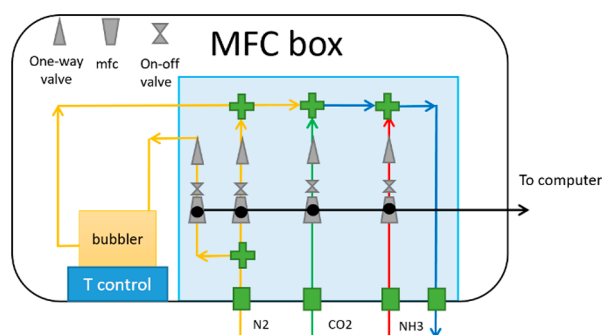 MFC box
One-way
valve
mfc
On-off
valve
To computer
bubbler
T control
N2
CO2
NH3